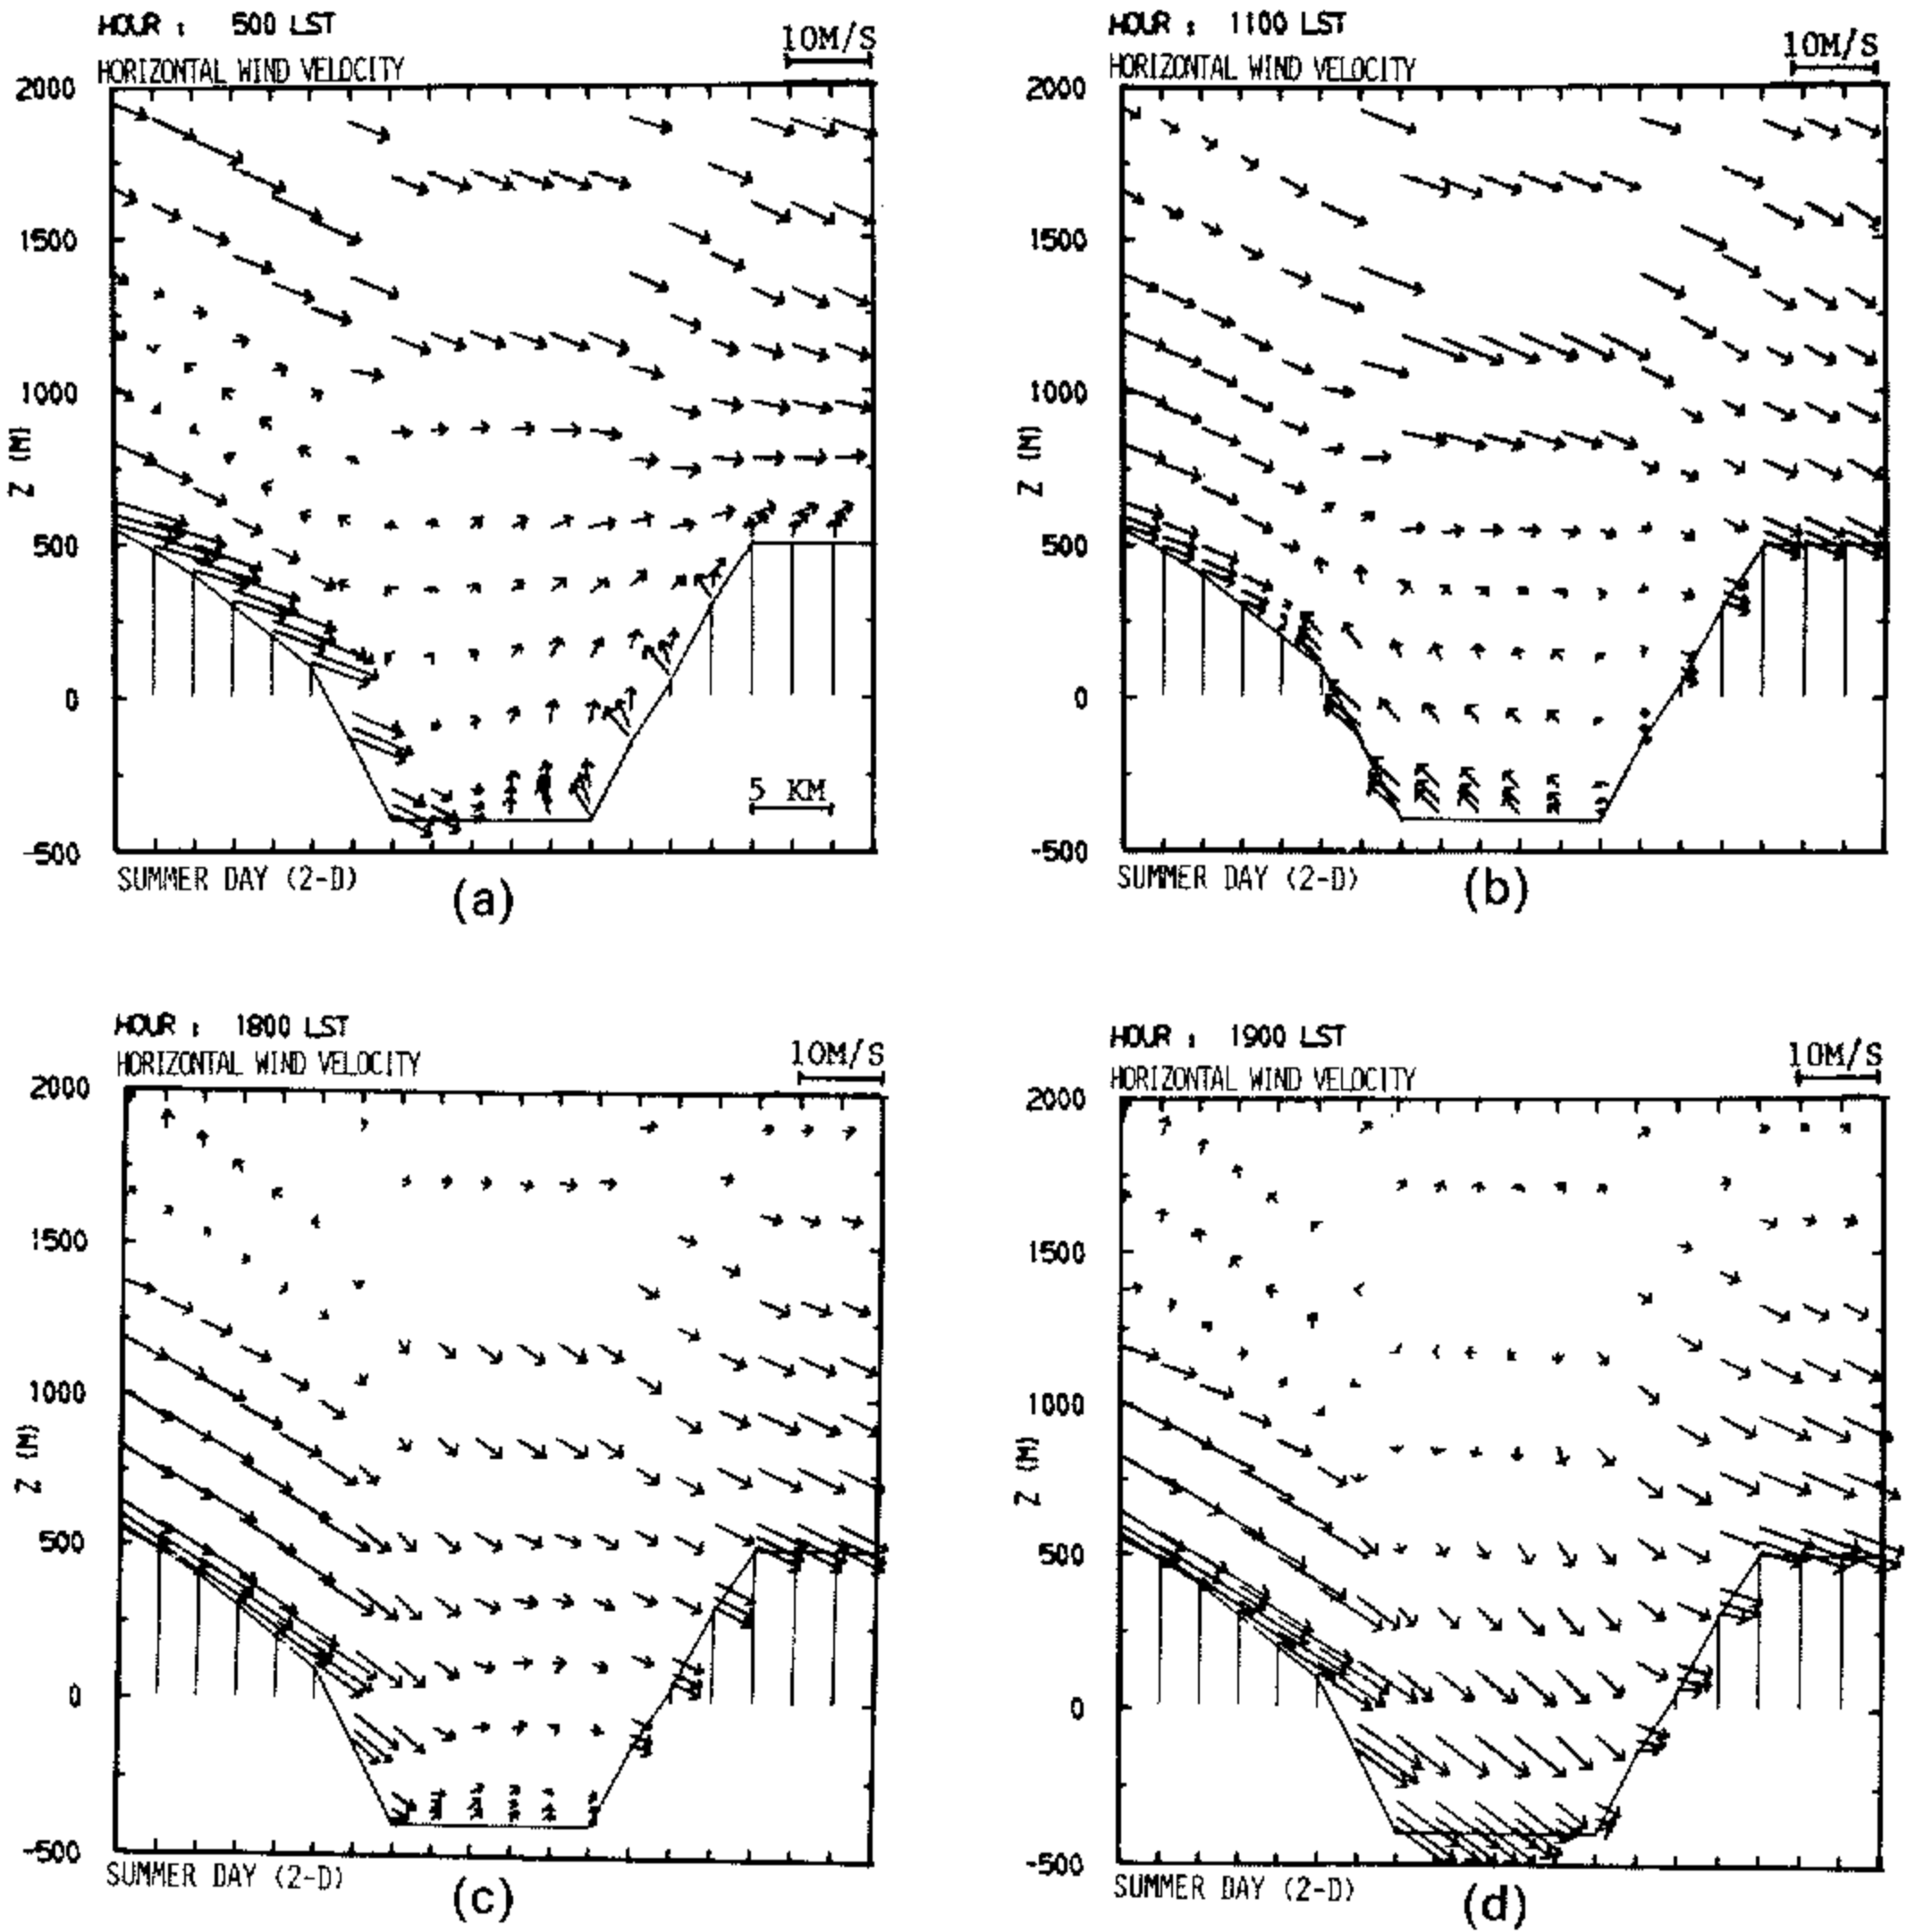 HOUR : 500 LST
10M/S
HORIZONTAL WIND VELOCITY
2000
1500
1000
Z (M)
500
0
5 KM
-500
SUMMER DAY (2-D)
(a)
HOUR : 1100 LST
10M/S
HORIZONTAL WIND VELOCITY
2000
1500
1000
Z (M)
500
0
-500
SUMMER DAY (2-D)
(b)
HOUR : 1800 LST
10M/S
HORIZONTAL WIND VELOCITY
2000
1500
1000
Z (M)
500
0
-500
SUMMER DAY (2-D)
(c)
HOUR : 1900 LST
10M/S
HORIZONTAL WIND VELOCITY
2000
1500
1000
Z (M)
500
0
-500
SUMMER DAY (2-D)
(d)